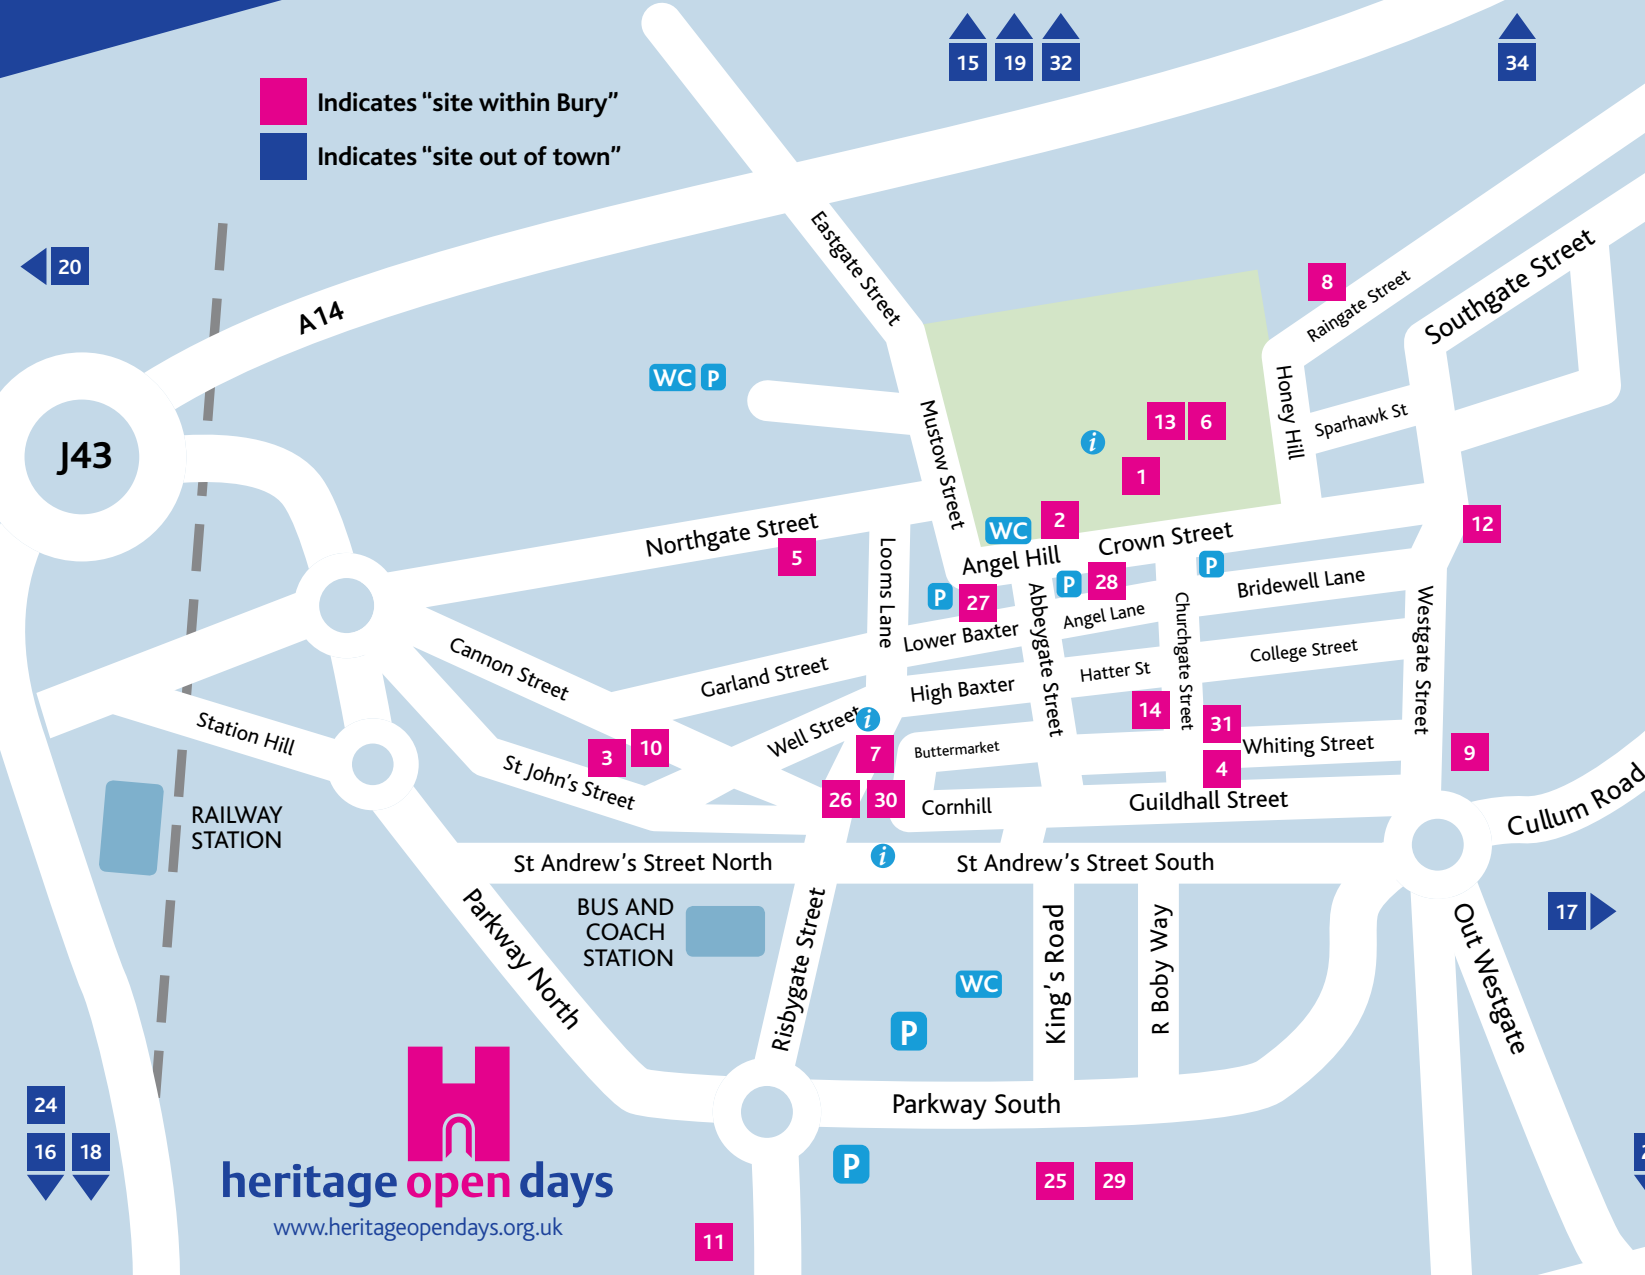 15
19
32
34
Indicates “site within Bury”
Indicates “site out of town”
20
A14
Eastgate Street
8
Raingate Street
Southgate Street
WC P
J43
Mustow Street
13
6
i
1
Honey Hill
Sparhawk St
Northgate Street
5
Looms Lane
WC
2
Angel Hill
Crown Street
12
P
27
P
28
P
Bridewell Lane
Lower Baxter
Abbeygate Street
Angel Lane
Churchgate Street
Westgate Street
Cannon Street
Garland Street
High Baxter
Hatter St
College Street
Station Hill
Well Street
i
14
31
3
10
7
Buttermarket
Whiting Street
9
St John’s Street
4
26
30
Cornhill
Guildhall Street
Cullum Road
RAILWAY
STATION
St Andrew’s Street North
i
St Andrew’s Street South
BUS AND
COACH
STATION
Parkway North
Risbygate Street
King’s Road
R Boby Way
17
Out Westgate
WC
P
Parkway South
24
16
18
P
25
29
heritage open days
www.heritageopendays.org.uk
11